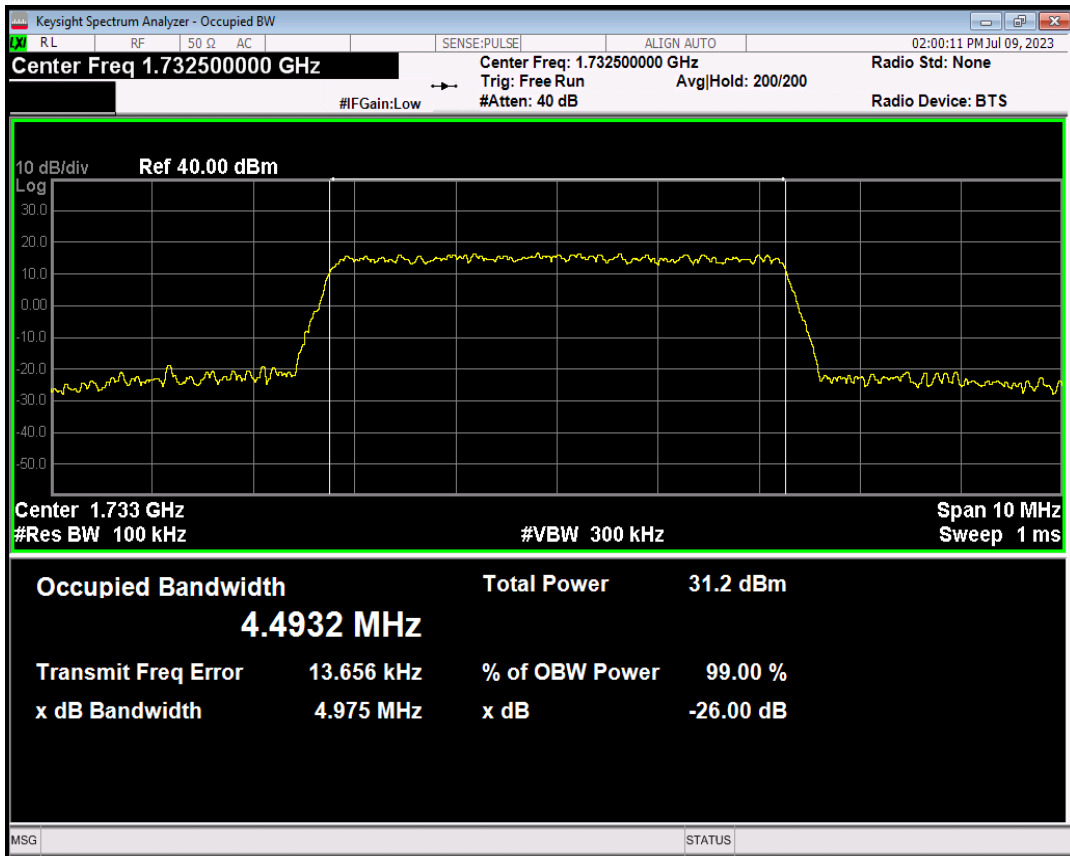 Keysight Spectrum Analyzer - Occupied BW
LXI RL RF 50 Ω AC SENSE:PULSE ALIGN AUTO 02:00:11 PM Jul 09, 2023
Center Freq 1.732500000 GHz Center Freq: 1.732500000 GHz Radio Std: None
Trig: Free Run Avg|Hold: 200/200
#IFGain:Low #Atten: 40 dB Radio Device: BTS
10 dB/div Ref 40.00 dBm
Log
30.0
20.0
10.0
0.00
-10.0
-20.0
-30.0
-40.0
-50.0
Center 1.733 GHz Span 10 MHz
#Res BW 100 kHz #VBW 300 kHz Sweep 1 ms
Occupied Bandwidth Total Power 31.2 dBm
4.4932 MHz
Transmit Freq Error 13.656 kHz % of OBW Power 99.00 %
x dB Bandwidth 4.975 MHz x dB -26.00 dB
MSG STATUS